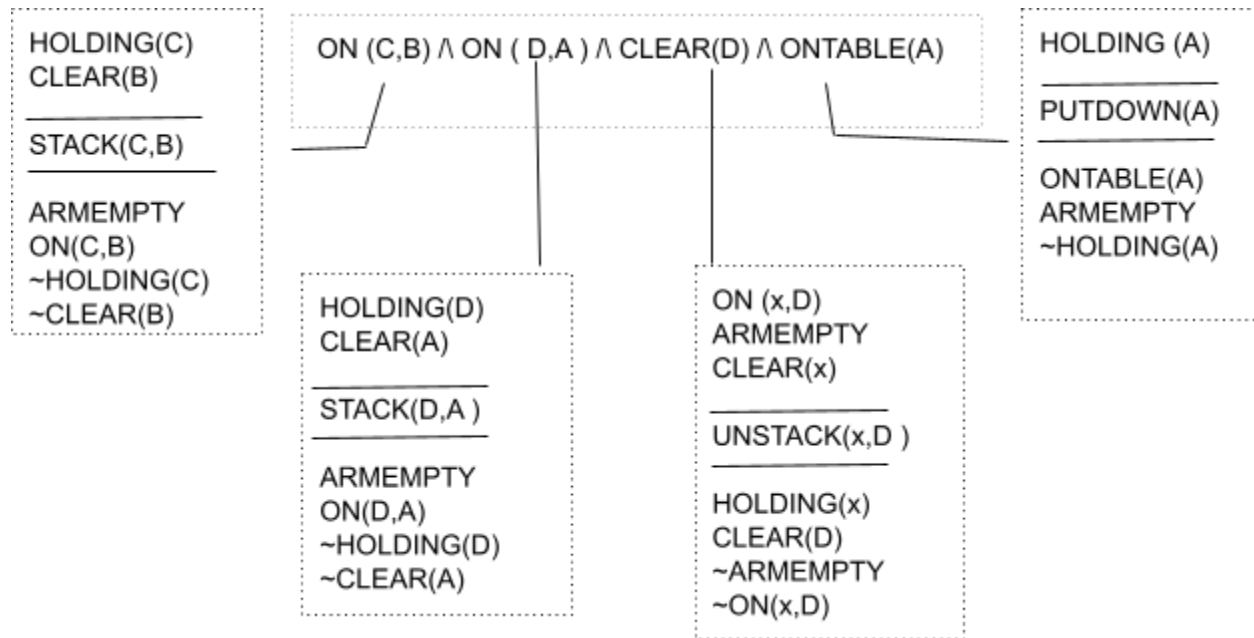 HOLDING(C)
CLEAR(B)
STACK(C,B)
ARMEMPTY
ON(C,B)
~HOLDING(C)
~CLEAR(B)
ON (C,B) /\ ON ( D,A ) /\ CLEAR(D) /\ ONTABLE(A)
HOLDING (A)
PUTDOWN(A)
ONTABLE(A)
ARMEMPTY
~HOLDING(A)
HOLDING(D)
CLEAR(A)
STACK(D,A )
ARMEMPTY
ON(D,A)
~HOLDING(D)
~CLEAR(A)
ON (x,D)
ARMEMPTY
CLEAR(x)
UNSTACK(x,D )
HOLDING(x)
CLEAR(D)
~ARMEMPTY
~ON(x,D)